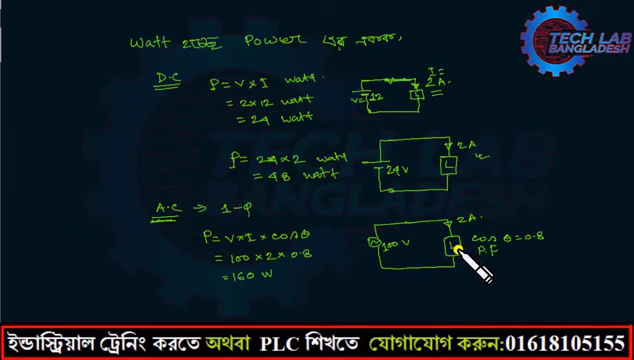 TECH LAB
BANGLADESH
Watt হচ্ছে Power এর একক,
D.C P = V × I watt.
= 2 × 12 watt
= 24 watt
I =
2 A.
V = 12
L
P = 24 × 2 watt
= 48 watt
2A
24 V
L
A.C → 1-φ
P = V × I × cos θ
= 100 × 2 × 0.8
= 160 W
2A.
100 V
L
cos θ = 0.8
P.F
ইন্ডাস্ট্রিয়াল ট্রেনিং করতে অথবা PLC শিখতে যোগাযোগ করুন:01618105155